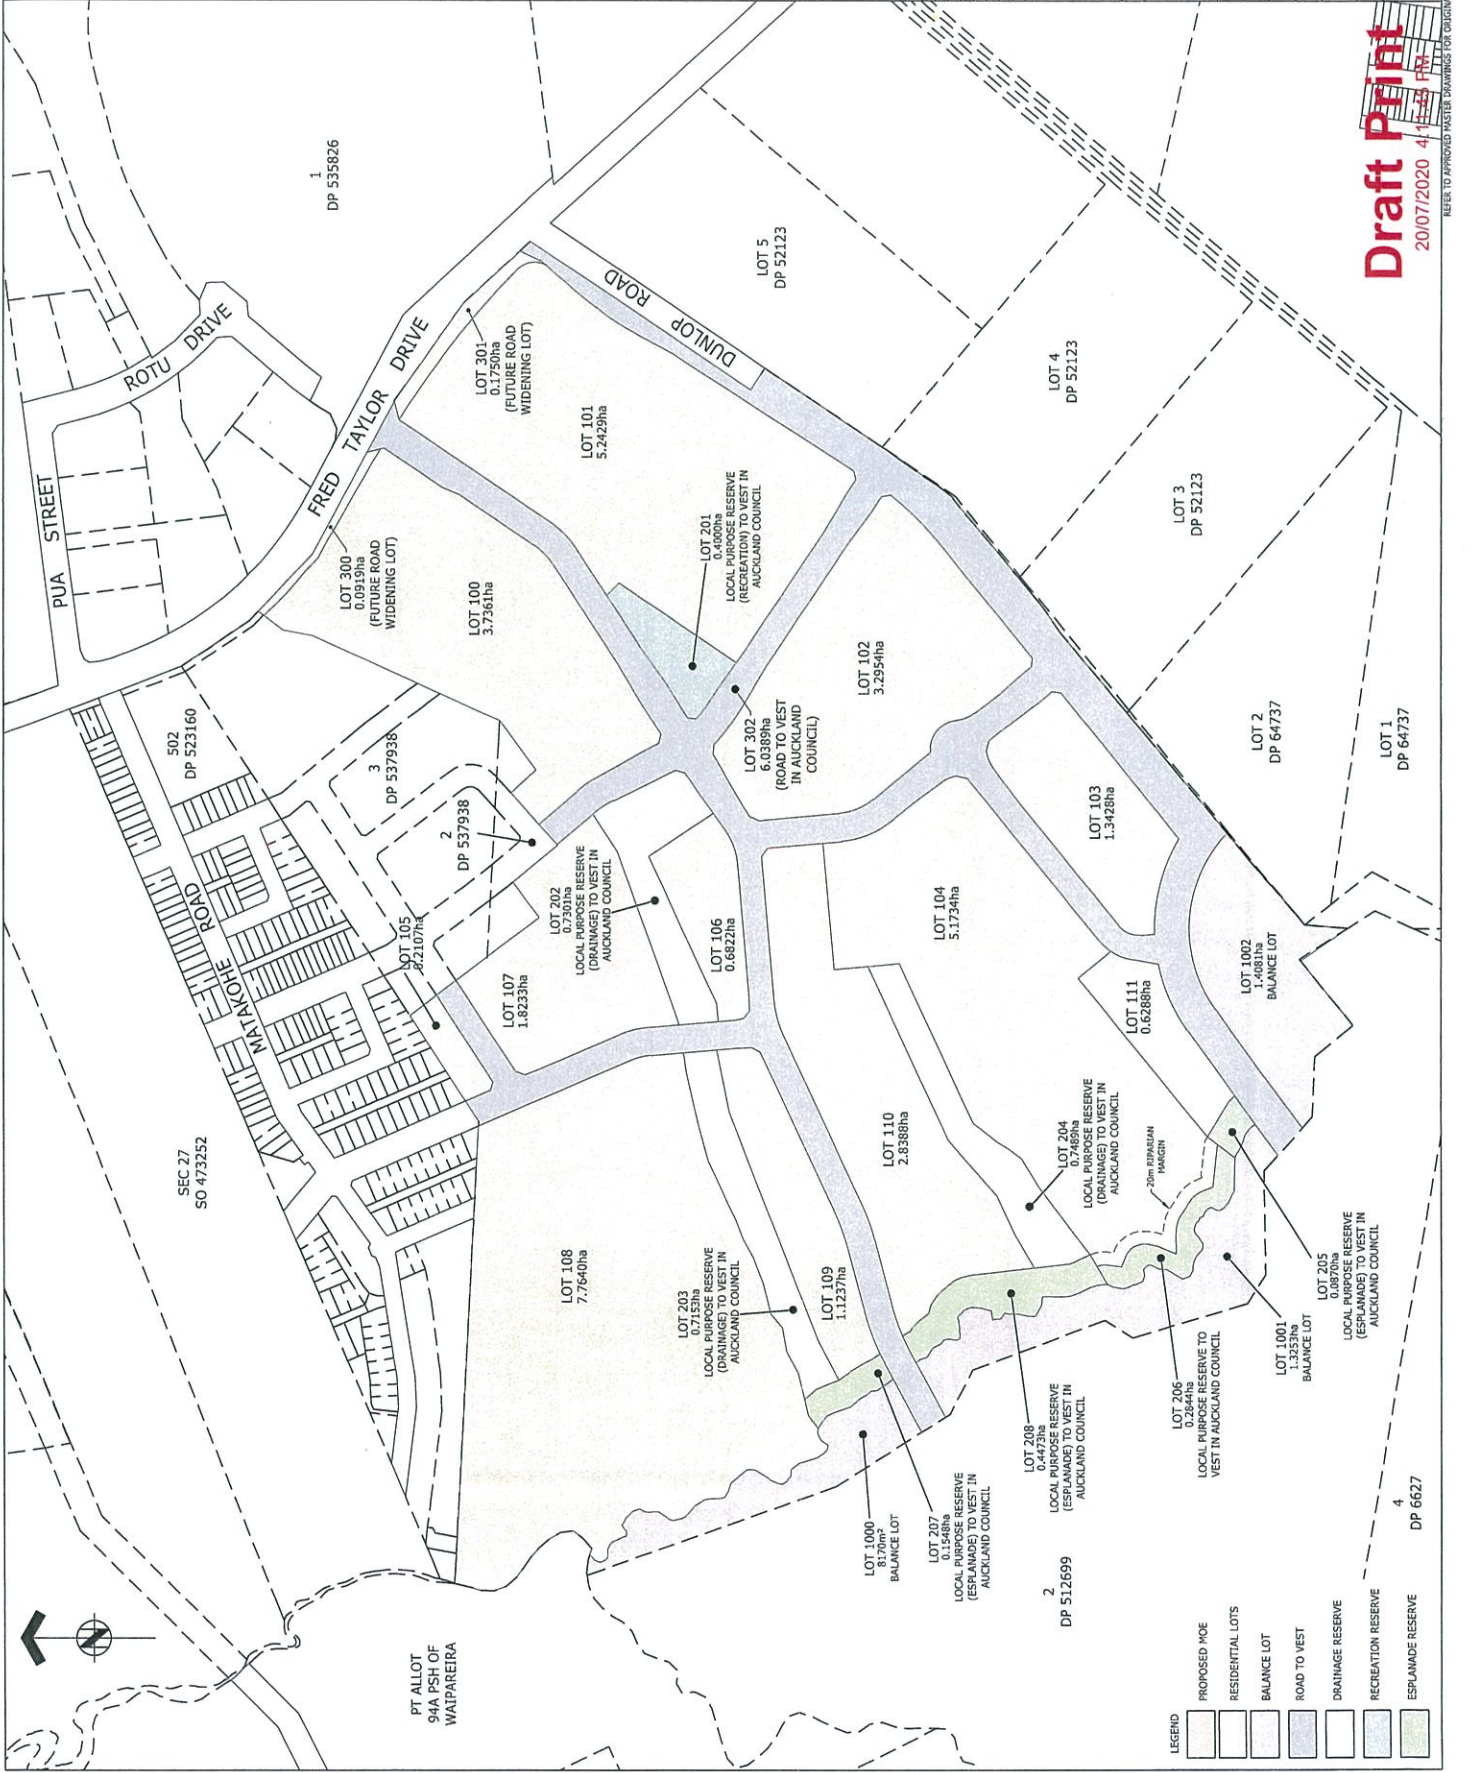 PUA STREET
ROTU DRIVE
FRED TAYLOR DRIVE
DUNLOP ROAD
MATAKOHE ROAD
1
DP 535826
LOT 5
DP 52123
LOT 4
DP 52123
LOT 3
DP 52123
LOT 2
DP 64737
LOT 1
DP 64737
502
DP 523160
3
DP 537938
2
DP 537938
SEC 27
SO 473252
LOT 301
0.1750ha
(FUTURE ROAD
WIDENING LOT)
LOT 300
0.0919ha
(FUTURE ROAD
WIDENING LOT)
LOT 101
5.2429ha
LOT 100
3.7361ha
LOT 201
0.4000ha
LOCAL PURPOSE RESERVE
(RECREATION) TO VEST IN
AUCKLAND COUNCIL
LOT 102
3.2954ha
LOT 302
6.0389ha
(ROAD TO VEST
IN AUCKLAND
COUNCIL)
LOT 103
1.3428ha
LOT 104
5.1734ha
LOT 105
0.2107ha
LOT 202
0.7301ha
LOCAL PURPOSE RESERVE
(DRAINAGE) TO VEST IN
AUCKLAND COUNCIL
LOT 106
0.6822ha
LOT 107
1.8233ha
LOT 1002
1.4081ha
BALANCE LOT
LOT 111
0.6288ha
LOT 110
2.8388ha
LOT 204
0.7489ha
LOCAL PURPOSE RESERVE
(DRAINAGE) TO VEST IN
AUCKLAND COUNCIL
20m RIPARIAN
MARGIN
LOT 108
7.7640ha
LOT 203
0.7153ha
LOCAL PURPOSE RESERVE
(DRAINAGE) TO VEST IN
AUCKLAND COUNCIL
LOT 109
1.1237ha
LOT 205
0.0870ha
LOCAL PURPOSE RESERVE
(ESPLANADE) TO VEST IN
AUCKLAND COUNCIL
LOT 1001
1.3253ha
BALANCE LOT
LOT 206
0.2844ha
LOCAL PURPOSE RESERVE TO
VEST IN AUCKLAND COUNCIL
LOT 208
0.4473ha
LOCAL PURPOSE RESERVE
(ESPLANADE) TO VEST IN
AUCKLAND COUNCIL
LOT 207
0.1548ha
LOCAL PURPOSE RESERVE
(ESPLANADE) TO VEST IN
AUCKLAND COUNCIL
LOT 1000
8170m²
BALANCE LOT
2
DP 512699
4
DP 6627
PT ALLOT
94A PSH OF
WAIPAREIRA
N
LEGEND
PROPOSED MOE
RESIDENTIAL LOTS
BALANCE LOT
ROAD TO VEST
DRAINAGE RESERVE
RECREATION RESERVE
ESPLANADE RESERVE
Draft Print
20/07/2020 4:11:45 PM
REFER TO APPROVED MASTER DRAWINGS FOR